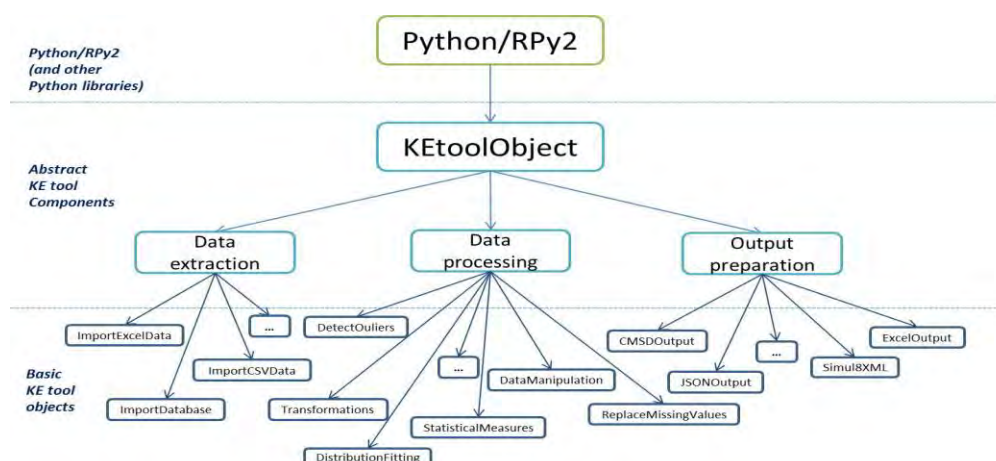 Python/RPy2
(and other
Python libraries)
Python/RPy2
KEtoolObject
Abstract
KE tool
Components
Data
extraction
Data
processing
Output
preparation
ImportExcelData
...
DetectOuliers
CMSDOutput
...
ExcelOutput
ImportCSVData
...
DataManipulation
JSONOutput
Simul8XML
Basic
KE tool
objects
ImportDatabase
Transformations
StatisticalMeasures
ReplaceMissingValues
DistributionFitting